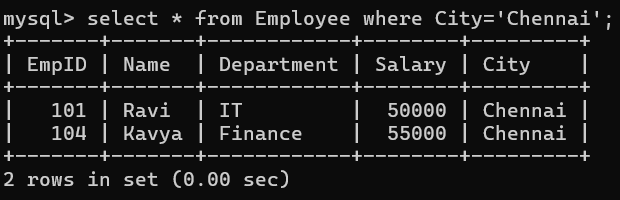 mysql> select * from Employee where City='Chennai';
+-------+-------+------------+--------+---------+
| EmpID | Name  | Department | Salary | City    |
+-------+-------+------------+--------+---------+
|   101 | Ravi  | IT         |  50000 | Chennai |
|   104 | Kavya | Finance    |  55000 | Chennai |
+-------+-------+------------+--------+---------+
2 rows in set (0.00 sec)